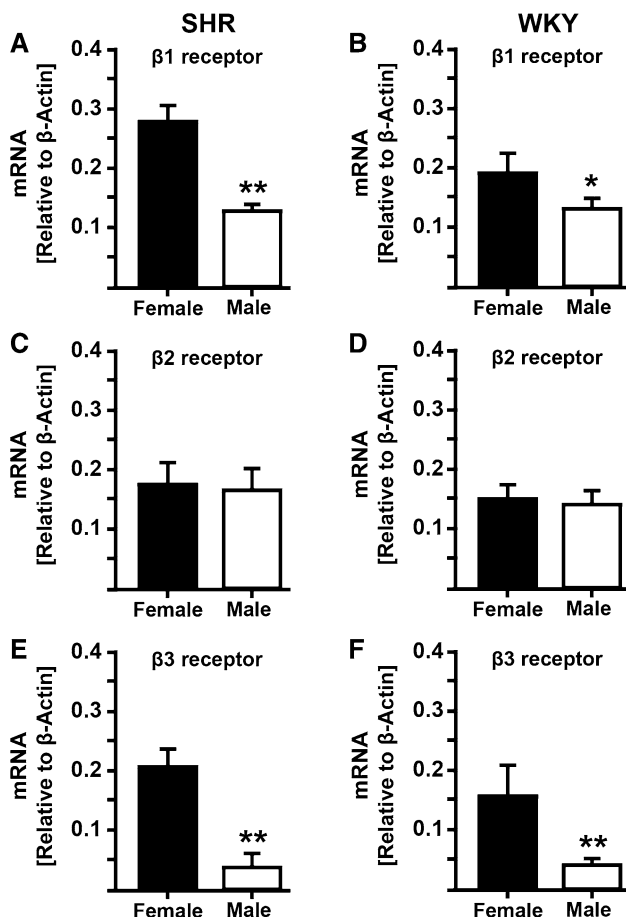 SHR
WKY
A
β1 receptor
mRNA
[Relative to β-Actin]
0.4
0.3
0.2
0.1
**
Female
Male
B
β1 receptor
mRNA
[Relative to β-Actin]
0.4
0.3
0.2
0.1
*
Female
Male
C
β2 receptor
mRNA
[Relative to β-Actin]
0.4
0.3
0.2
0.1
Female
Male
D
β2 receptor
mRNA
[Relative to β-Actin]
0.4
0.3
0.2
0.1
Female
Male
E
β3 receptor
mRNA
[Relative to β-Actin]
0.4
0.3
0.2
0.1
**
Female
Male
F
β3 receptor
mRNA
[Relative to β-Actin]
0.4
0.3
0.2
0.1
**
Female
Male